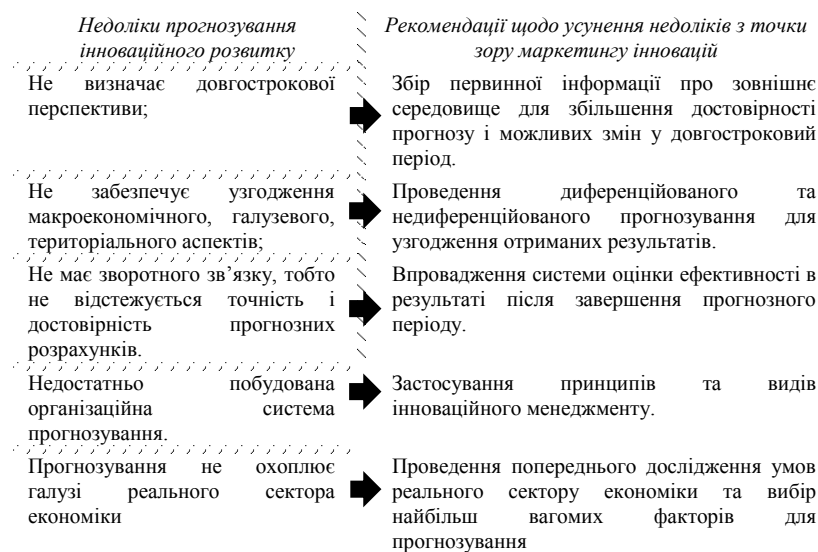 Недоліки прогнозування
інноваційного розвитку
Рекомендації щодо усунення недоліків з точки
зору маркетингу інновацій
Не визначає довгострокової
перспективи;
Збір первинної інформації про зовнішнє
середовище для збільшення достовірності
прогнозу і можливих змін у довгостроковий
період.
Не забезпечує узгодження
макроекономічного, галузевого,
територіального аспектів;
Проведення диференційованого та
недиференційованого прогнозування для
узгодження отриманих результатів.
Не має зворотного зв’язку, тобто
не відстежується точність і
достовірність прогнозних
розрахунків.
Впровадження системи оцінки ефективності в
результаті після завершення прогнозного
періоду.
Недостатньо побудована
організаційна система
прогнозування.
Застосування принципів та видів
інноваційного менеджменту.
Прогнозування не охоплює
галузі реального сектора
економіки
Проведення попереднього дослідження умов
реального сектору економіки та вибір
найбільш вагомих факторів для
прогнозування